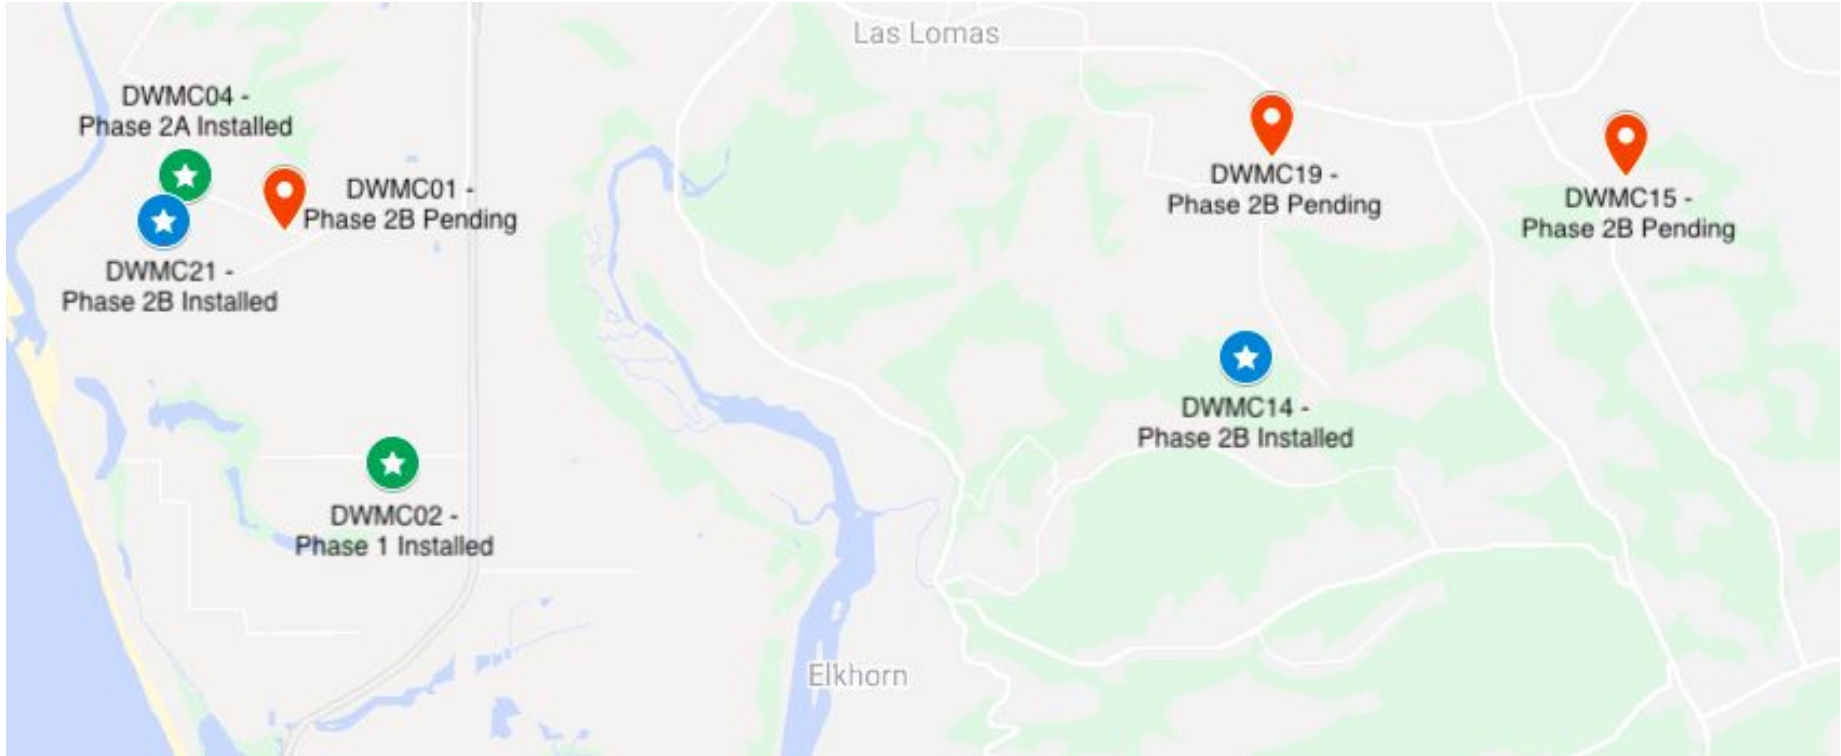 Las Lomas
DWMC04 -
Phase 2A Installed
DWMC01 -
Phase 2B Pending
DWMC19 -
Phase 2B Pending
DWMC15 -
Phase 2B Pending
DWMC21 -
Phase 2B Installed
DWMC14 -
Phase 2B Installed
DWMC02 -
Phase 1 Installed
Elkhorn